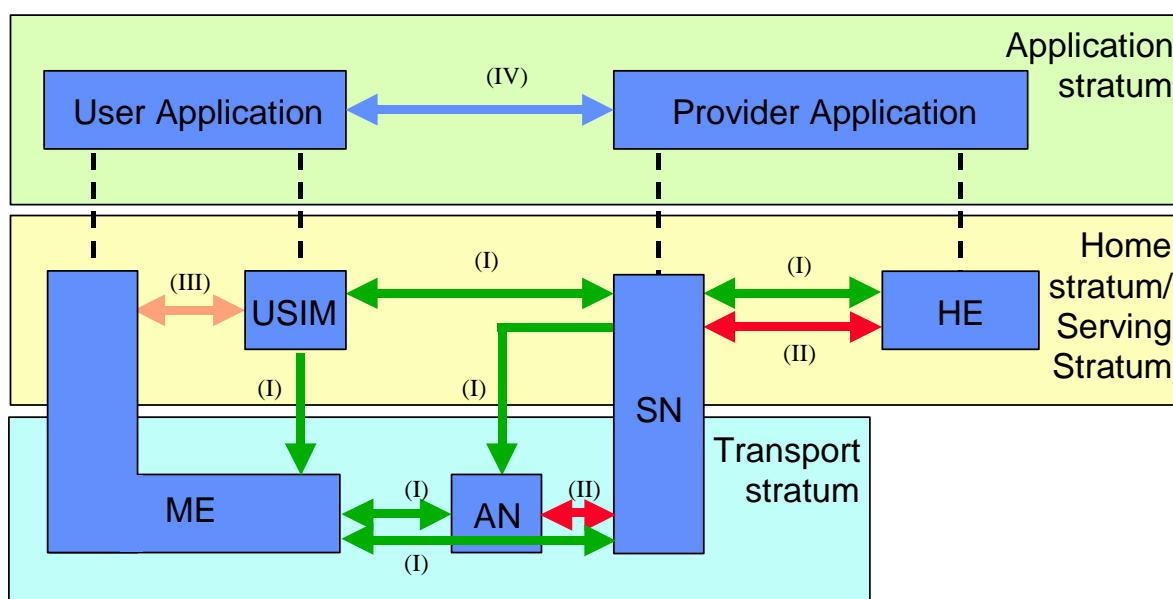 Application
stratum
(IV)
User Application
Provider Application
Home
stratum/
Serving
Stratum
(III)
(I)
(I)
USIM
HE
(II)
(I)
(I)
SN
Transport
stratum
ME
(I)
AN
(II)
(I)